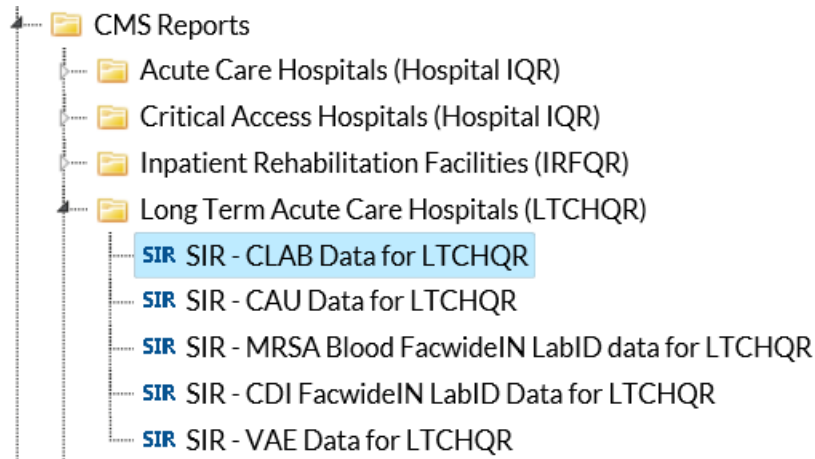 CMS Reports
Acute Care Hospitals (Hospital IQR)
Critical Access Hospitals (Hospital IQR)
Inpatient Rehabilitation Facilities (IRFQR)
Long Term Acute Care Hospitals (LTCHQR)
SIR SIR - CLAB Data for LTCHQR
SIR SIR - CAU Data for LTCHQR
SIR SIR - MRSA Blood FacwideIN LabID data for LTCHQR
SIR SIR - CDI FacwideIN LabID Data for LTCHQR
SIR SIR - VAE Data for LTCHQR